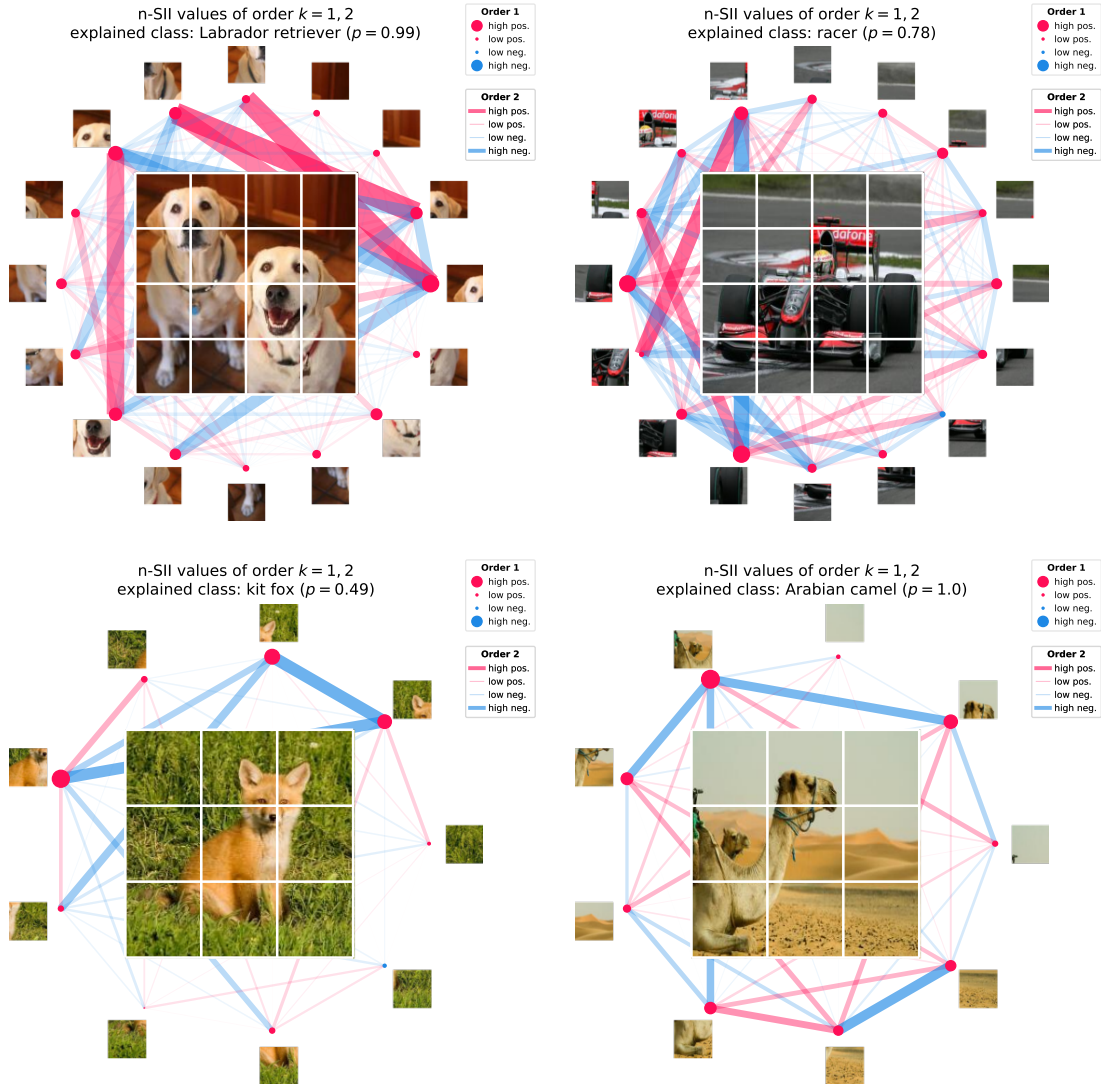 n-SII values of order k = 1, 2
explained class: Labrador retriever (p = 0.99)
Order 1
high pos.
low pos.
low neg.
high neg.
Order 2
high pos.
low pos.
low neg.
high neg.
n-SII values of order k = 1, 2
explained class: racer (p = 0.78)
Order 1
high pos.
low pos.
low neg.
high neg.
Order 2
high pos.
low pos.
low neg.
high neg.
vodafone
n-SII values of order k = 1, 2
explained class: kit fox (p = 0.49)
Order 1
high pos.
low pos.
low neg.
high neg.
Order 2
high pos.
low pos.
low neg.
high neg.
n-SII values of order k = 1, 2
explained class: Arabian camel (p = 1.0)
Order 1
high pos.
low pos.
low neg.
high neg.
Order 2
high pos.
low pos.
low neg.
high neg.